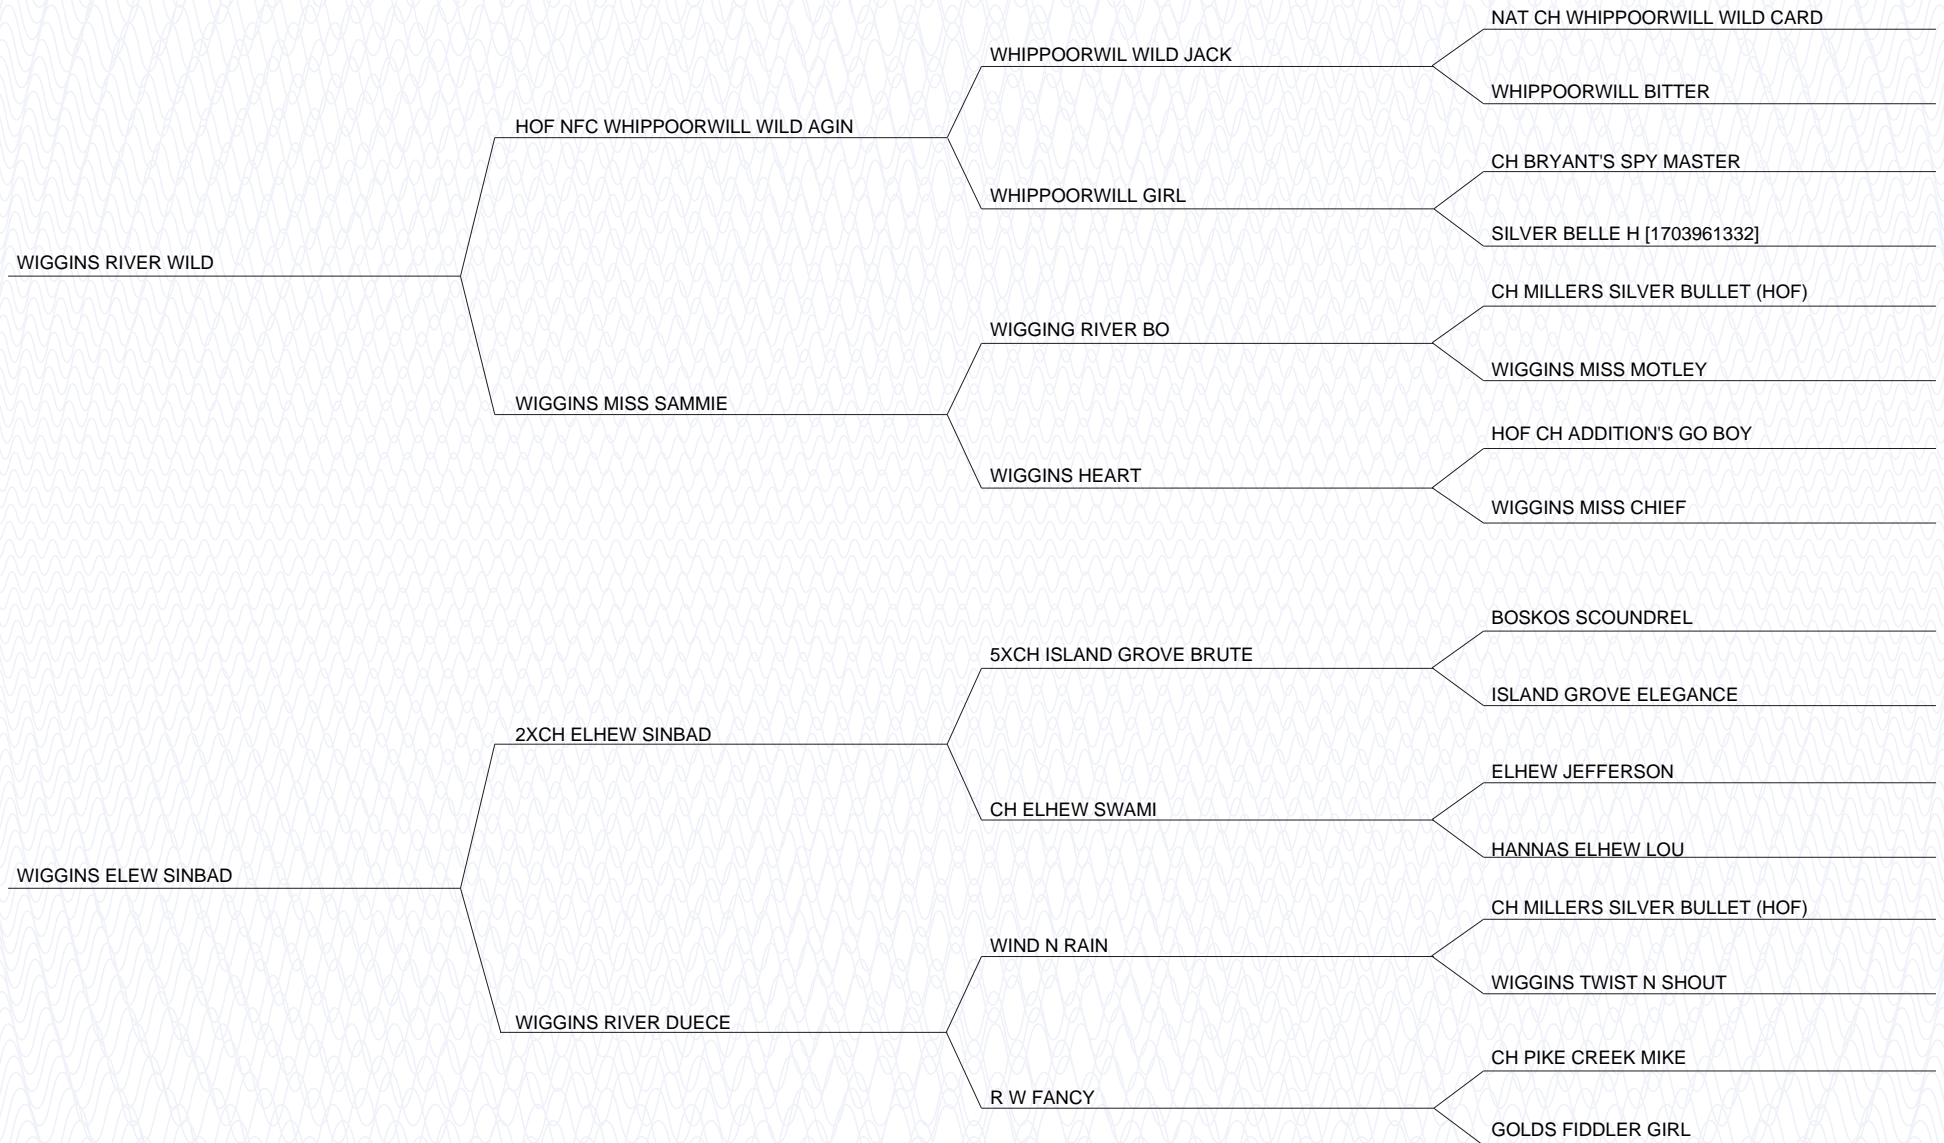 NAT CH WHIPPOORWILL WILD CARD
WHIPPOORWIL WILD JACK
WHIPPOORWILL BITTER
HOF NFC WHIPPOORWILL WILD AGIN
CH BRYANT'S SPY MASTER
WHIPPOORWILL GIRL
SILVER BELLE H [1703961332]
WIGGINS RIVER WILD
CH MILLERS SILVER BULLET (HOF)
WIGGING RIVER BO
WIGGINS MISS MOTLEY
WIGGINS MISS SAMMIE
HOF CH ADDITION'S GO BOY
WIGGINS HEART
WIGGINS MISS CHIEF
BOSKOS SCOUNDREL
5XCH ISLAND GROVE BRUTE
ISLAND GROVE ELEGANCE
2XCH ELHEW SINBAD
ELHEW JEFFERSON
CH ELHEW SWAMI
HANNAS ELHEW LOU
WIGGINS ELEW SINBAD
CH MILLERS SILVER BULLET (HOF)
WIND N RAIN
WIGGINS TWIST N SHOUT
WIGGINS RIVER DUECE
CH PIKE CREEK MIKE
R W FANCY
GOLDS FIDDLER GIRL